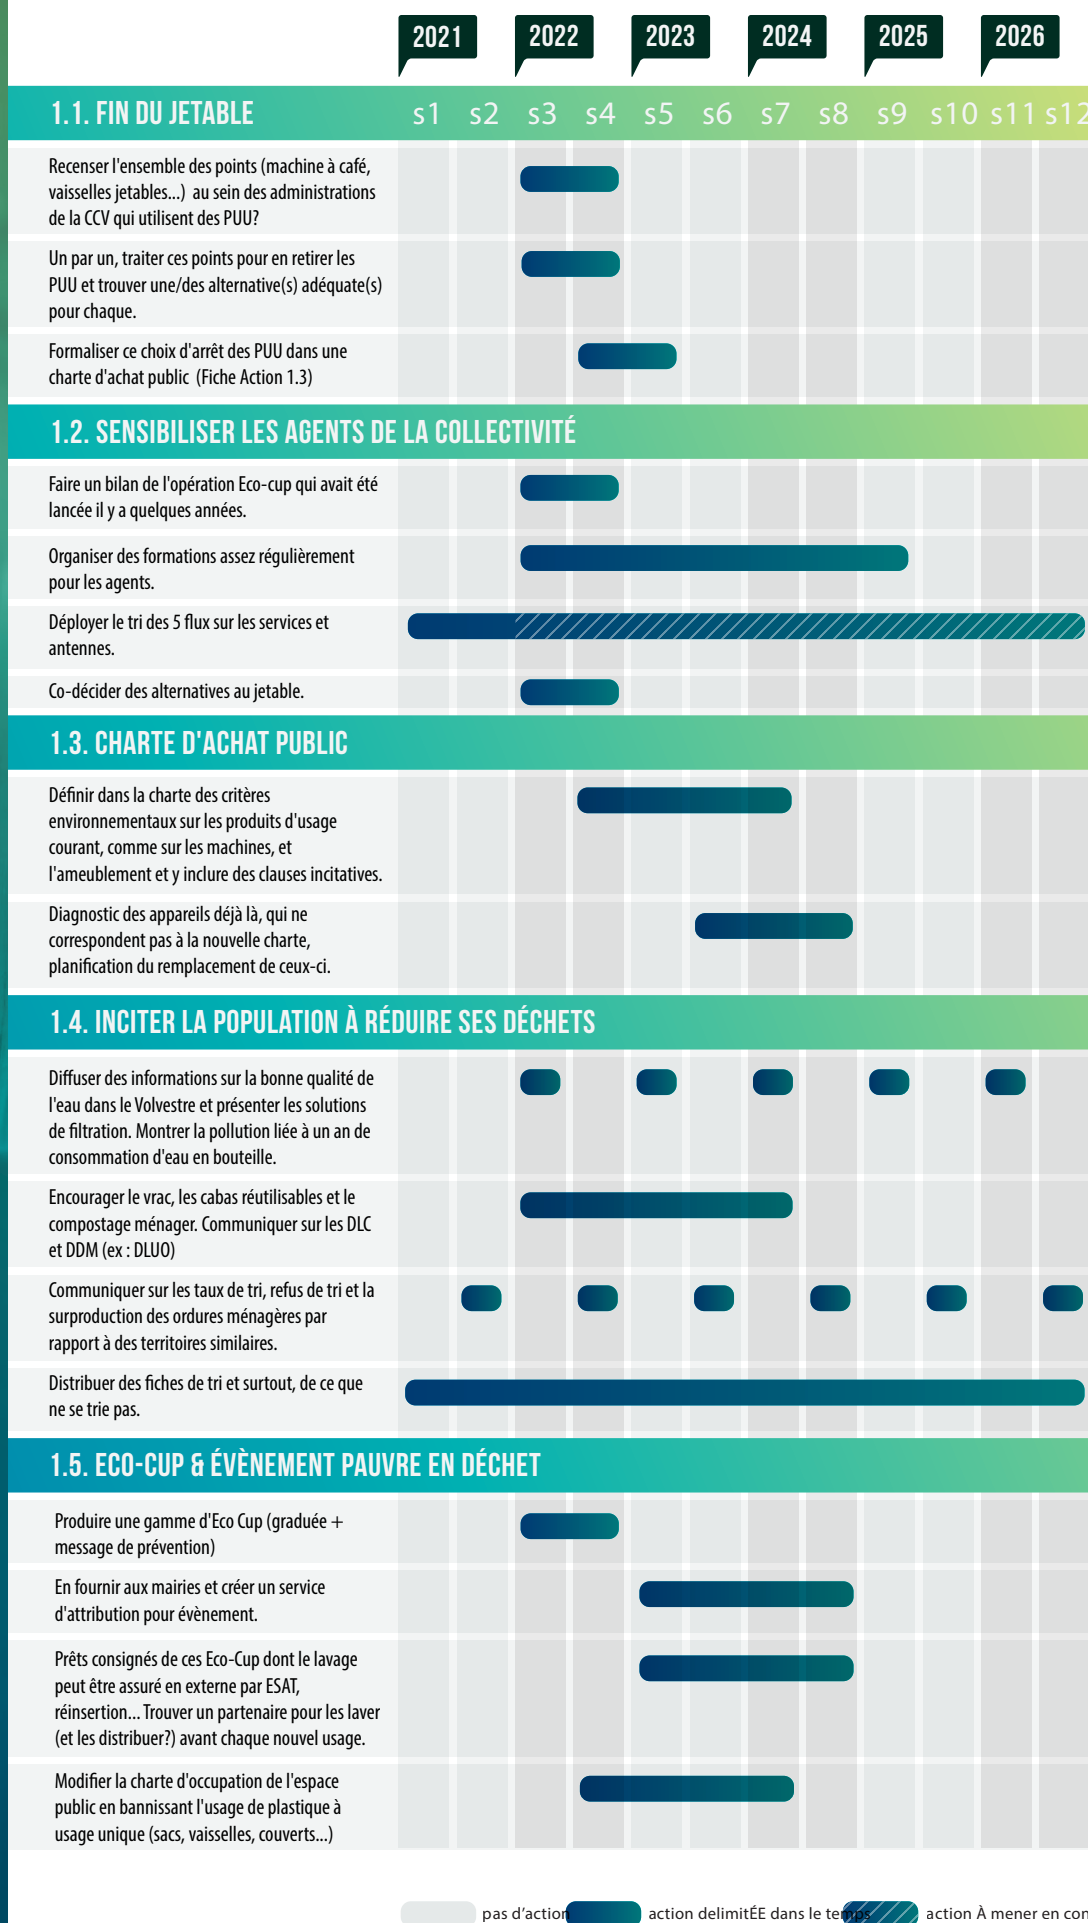 2021 2022 2023 2024 2025 2026
1.1. FIN DU JETABLE s1 s2 s3 s4 s5 s6 s7 s8 s9 s10 s11 s12
Recenser l'ensemble des points (machine à café,
vaisselles jetables...) au sein des administrations
de la CCV qui utilisent des PUU?
Un par un, traiter ces points pour en retirer les
PUU et trouver une/des alternative(s) adéquate(s)
pour chaque.
Formaliser ce choix d'arrêt des PUU dans une
charte d'achat public (Fiche Action 1.3)
1.2. SENSIBILISER LES AGENTS DE LA COLLECTIVITÉ
Faire un bilan de l'opération Eco-cup qui avait été
lancée il y a quelques années.
Organiser des formations assez régulièrement
pour les agents.
Déployer le tri des 5 flux sur les services et
antennes.
Co-décider des alternatives au jetable.
1.3. CHARTE D'ACHAT PUBLIC
Définir dans la charte des critères
environnementaux sur les produits d'usage
courant, comme sur les machines, et
l'ameublement et y inclure des clauses incitatives.
Diagnostic des appareils déjà là, qui ne
correspondent pas à la nouvelle charte,
planification du remplacement de ceux-ci.
1.4. INCITER LA POPULATION À RÉDUIRE SES DÉCHETS
Diffuser des informations sur la bonne qualité de
l'eau dans le Volvestre et présenter les solutions
de filtration. Montrer la pollution liée à un an de
consommation d'eau en bouteille.
Encourager le vrac, les cabas réutilisables et le
compostage ménager. Communiquer sur les DLC
et DDM (ex : DLUO)
Communiquer sur les taux de tri, refus de tri et la
surproduction des ordures ménagères par
rapport à des territoires similaires.
Distribuer des fiches de tri et surtout, de ce que
ne se trie pas.
1.5. ECO-CUP & ÉVÈNEMENT PAUVRE EN DÉCHET
Produire une gamme d'Eco Cup (graduée +
message de prévention)
En fournir aux mairies et créer un service
d'attribution pour évènement.
Prêts consignés de ces Eco-Cup dont le lavage
peut être assuré en externe par ESAT,
réinsertion... Trouver un partenaire pour les laver
(et les distribuer?) avant chaque nouvel usage.
Modifier la charte d'occupation de l'espace
public en bannissant l'usage de plastique à
usage unique (sacs, vaisselles, couverts...)
pas d'action action delimitÉE dans le temps action À mener en con